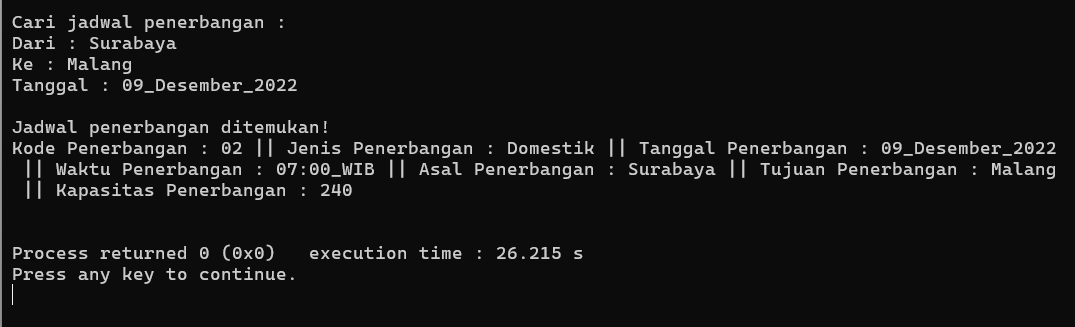 Cari jadwal penerbangan :
Dari : Surabaya
Ke : Malang
Tanggal : 09_Desember_2022
Jadwal penerbangan ditemukan!
Kode Penerbangan : 02 || Jenis Penerbangan : Domestik || Tanggal Penerbangan : 09_Desember_2022
|| Waktu Penerbangan : 07:00_WIB || Asal Penerbangan : Surabaya || Tujuan Penerbangan : Malang
|| Kapasitas Penerbangan : 240
Process returned 0 (0x0)   execution time : 26.215 s
Press any key to continue.